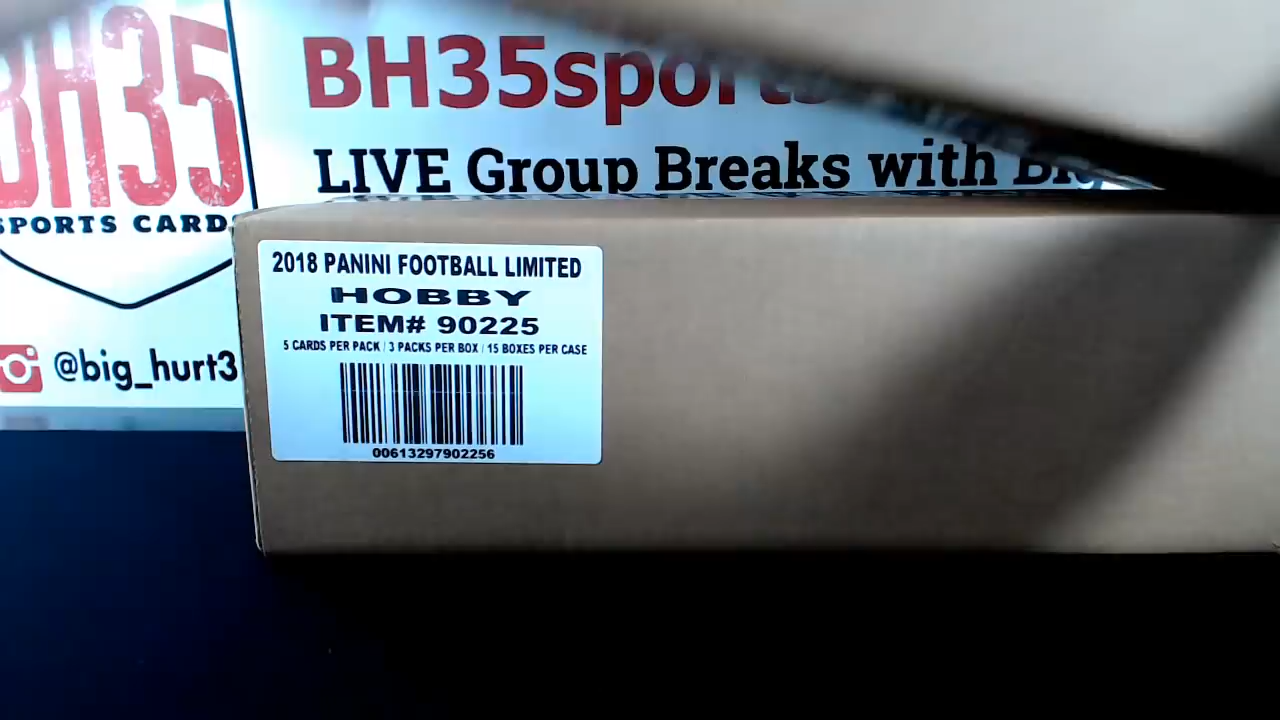 BH35
SPORTS CARDS
@big_hurt3
BH35sports
LIVE Group Breaks with
2018 PANINI FOOTBALL LIMITED
HOBBY
ITEM# 90225
5 CARDS PER PACK / 3 PACKS PER BOX / 15 BOXES PER CASE
00613297902256